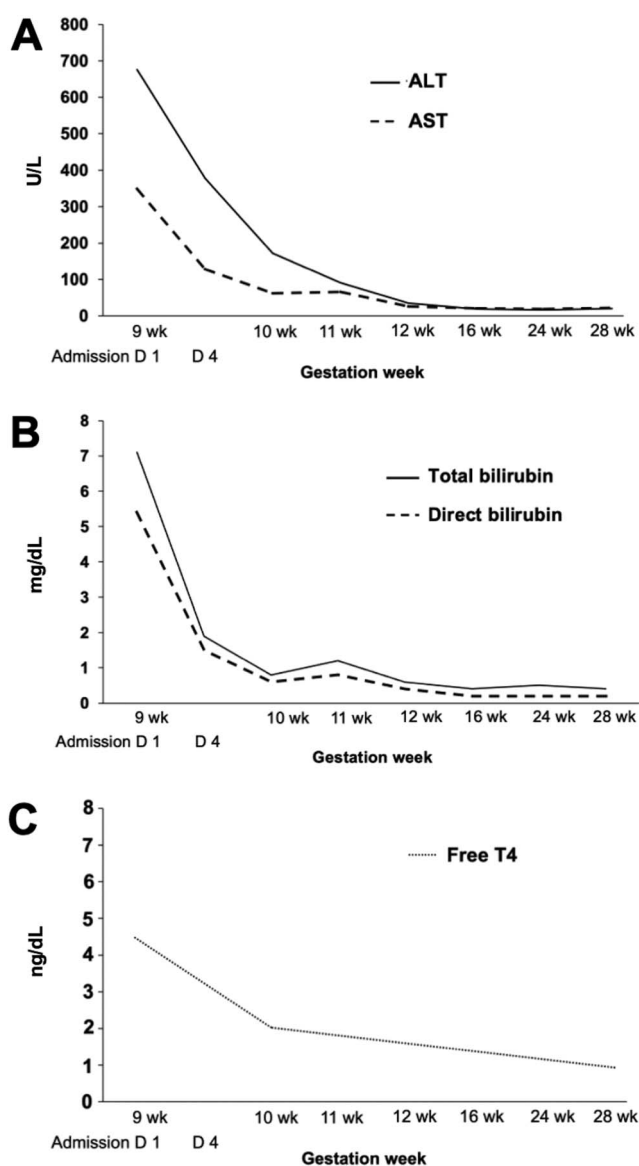 A
800
700
600
500
400
300
200
100
0
U/L
ALT
AST
9 wk 10 wk 11 wk 12 wk 16 wk 24 wk 28 wk
Admission D 1 D 4
Gestation week
B
8
7
6
5
4
3
2
1
0
mg/dL
Total bilirubin
Direct bilirubin
9 wk 10 wk 11 wk 12 wk 16 wk 24 wk 28 wk
Admission D 1 D 4
Gestation week
C
8
7
6
5
4
3
2
1
0
ng/dL
Free T4
9 wk 10 wk 11 wk 12 wk 16 wk 24 wk 28 wk
Admission D 1 D 4
Gestation week